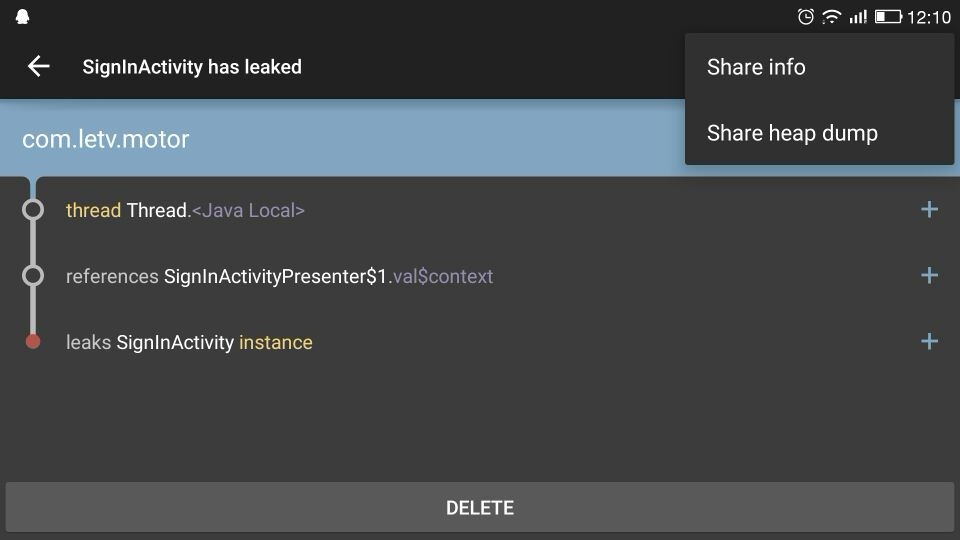 12:10
SignInActivity has leaked
Share info
Share heap dump
com.letv.motor
thread Thread.<Java Local>
references SignInActivityPresenter$1.val$context
leaks SignInActivity instance
DELETE